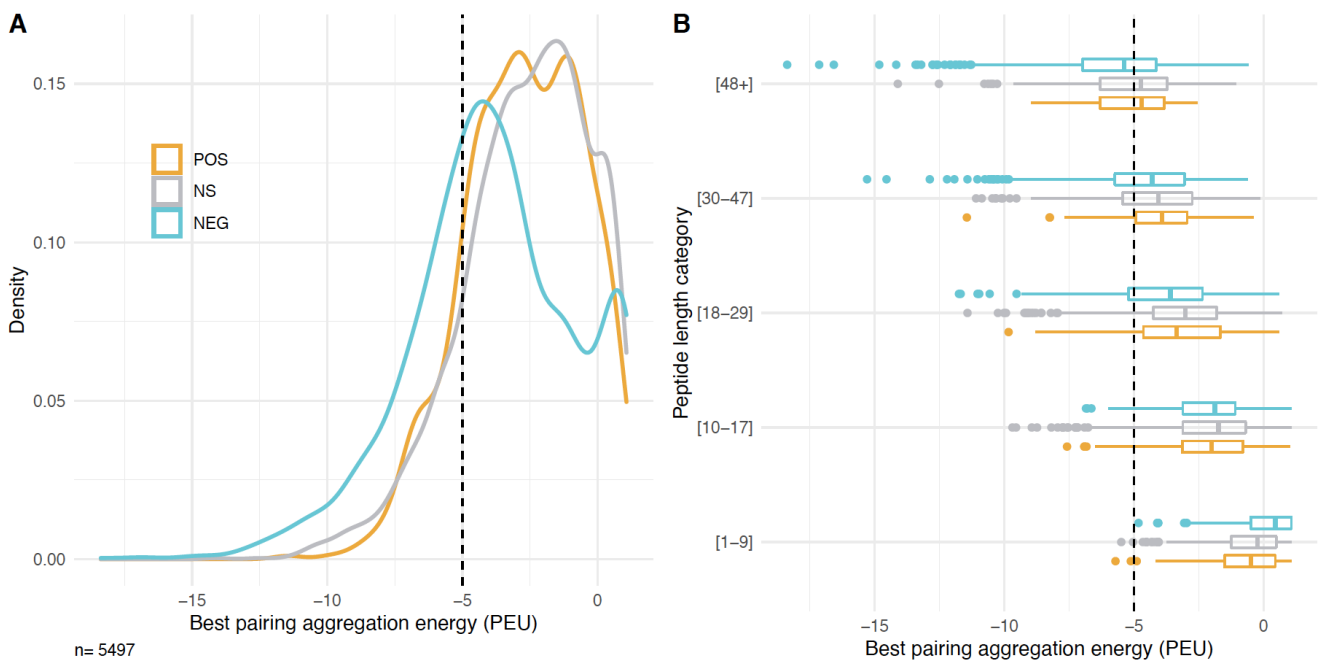 A
Density
0.15
0.10
0.05
0.00
POS
NS
NEG
−15
−10
−5
0
Best pairing aggregation energy (PEU)
n= 5497
B
Peptide length category
[48+]
[30−47]
[18−29]
[10−17]
[1−9]
−15
−10
−5
0
Best pairing aggregation energy (PEU)